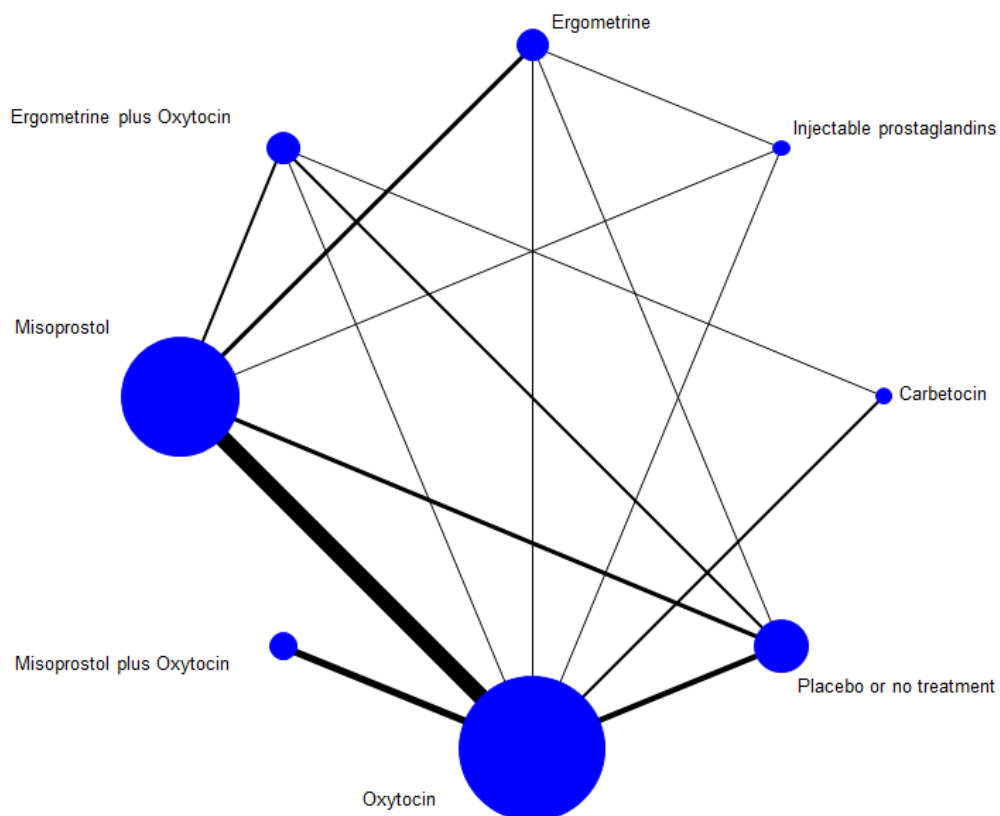 Ergometrine
Ergometrine plus Oxytocin
Injectable prostaglandins
Misoprostol
Carbetocin
Misoprostol plus Oxytocin
Placebo or no treatment
Oxytocin